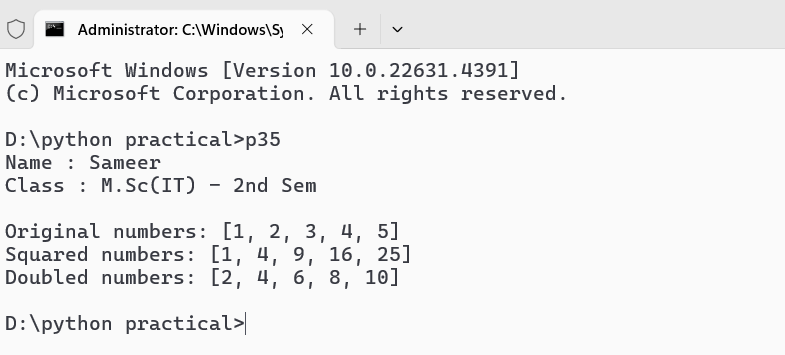 Administrator: C:\Windows\Sy
Microsoft Windows [Version 10.0.22631.4391]
(c) Microsoft Corporation. All rights reserved.
D:\python practical>p35
Name : Sameer
Class : M.Sc(IT) - 2nd Sem
Original numbers: [1, 2, 3, 4, 5]
Squared numbers: [1, 4, 9, 16, 25]
Doubled numbers: [2, 4, 6, 8, 10]
D:\python practical>